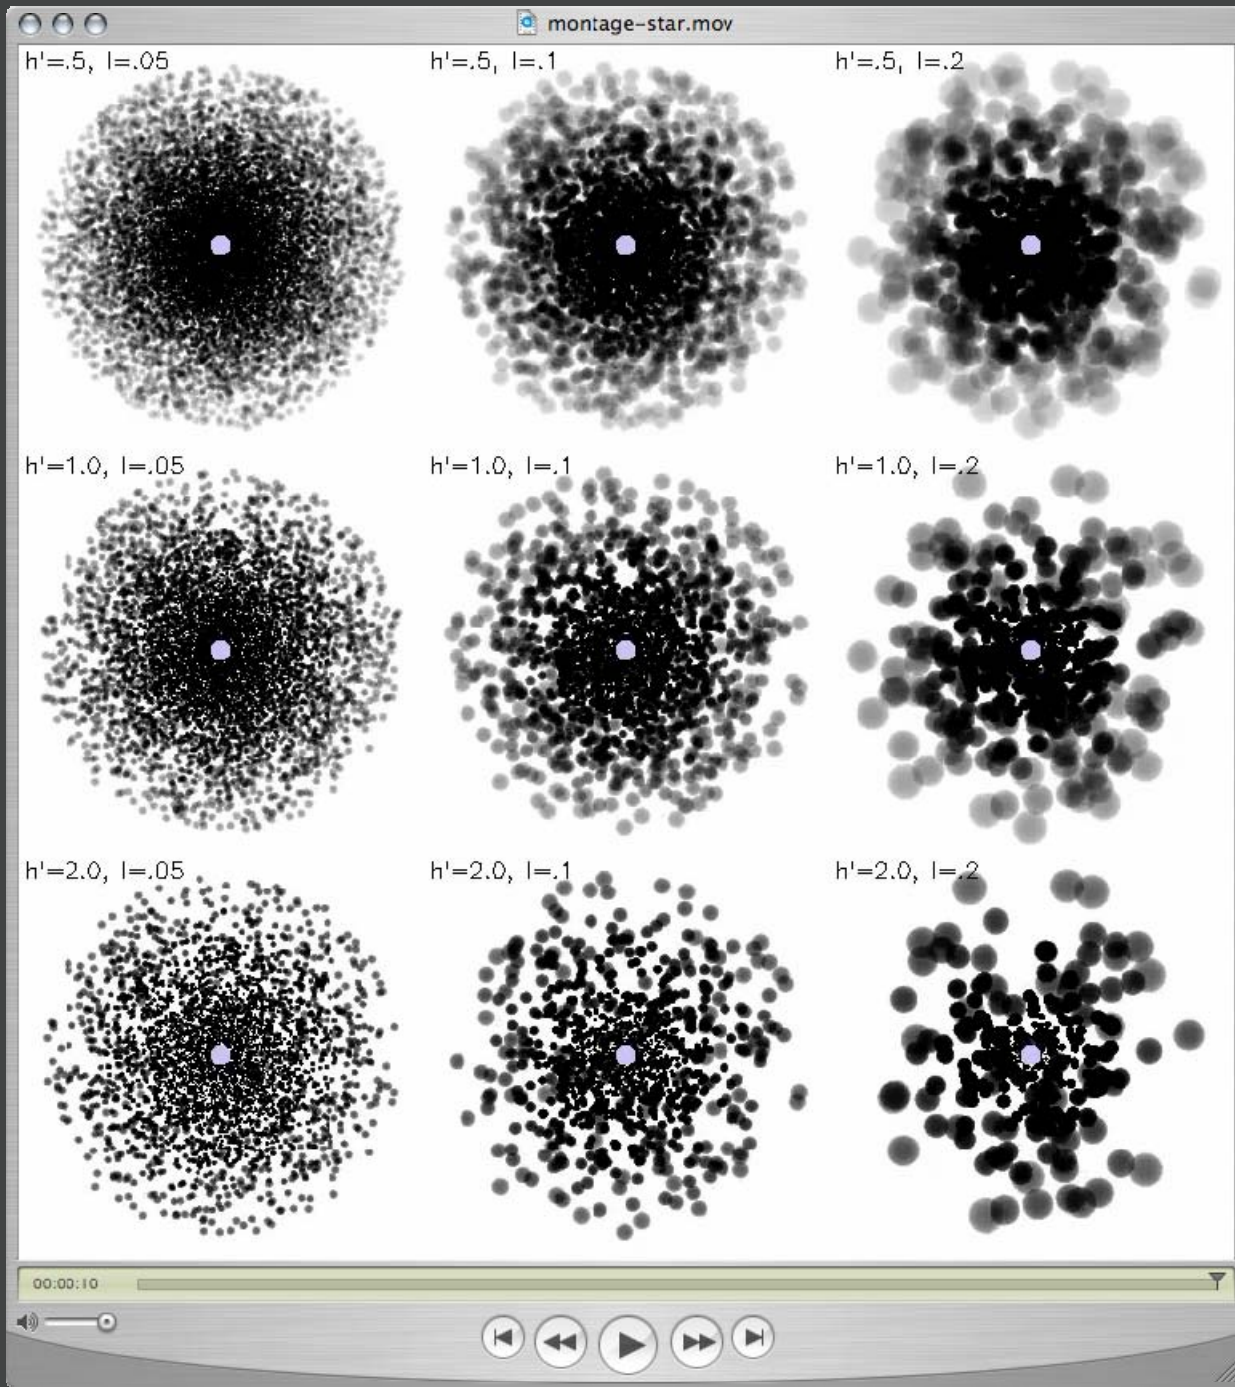 montage-star.mov
h'=.5, l=.05
h'=.5, l=.1
h'=.5, l=.2
h'=1.0, l=.05
h'=1.0, l=.1
h'=1.0, l=.2
h'=2.0, l=.05
h'=2.0, l=.1
h'=2.0, l=.2
00:00:10